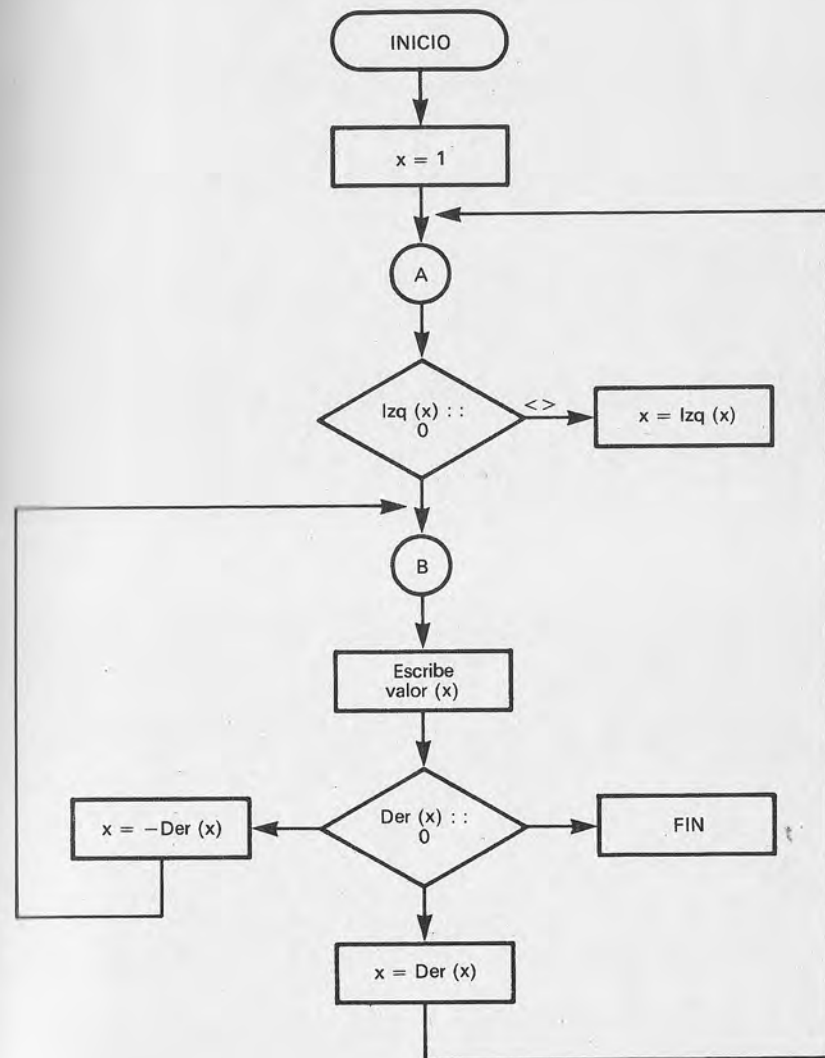 INICIO
x = 1
A
Izq (x) : :
0
<>
x = Izq (x)
B
Escribe
valor (x)
x = −Der (x)
Der (x) : :
0
FIN
x = Der (x)